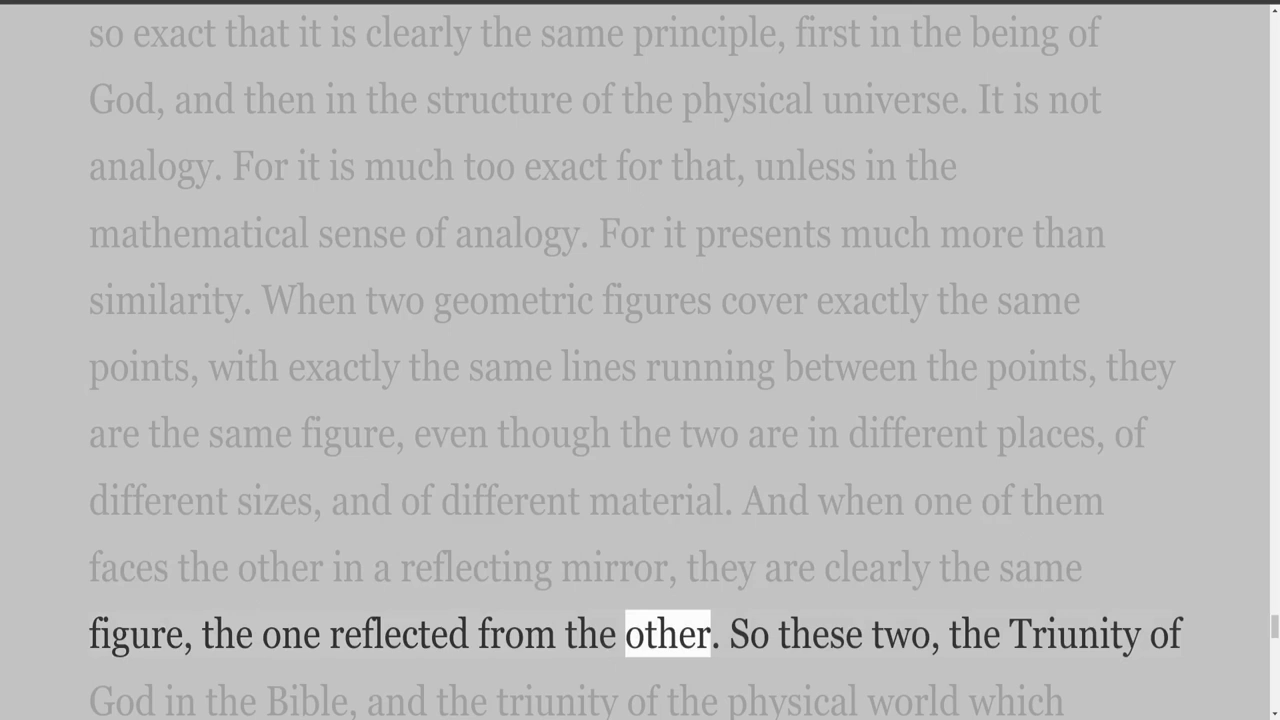 so exact that it is clearly the same principle, first in the being of
God, and then in the structure of the physical universe. It is not
analogy. For it is much too exact for that, unless in the
mathematical sense of analogy. For it presents much more than
similarity. When two geometric figures cover exactly the same
points, with exactly the same lines running between the points, they
are the same figure, even though the two are in different places, of
different sizes, and of different material. And when one of them
faces the other in a reflecting mirror, they are clearly the same
figure, the one reflected from the other. So these two, the Triunity of
God in the Bible, and the triunity of the physical world which